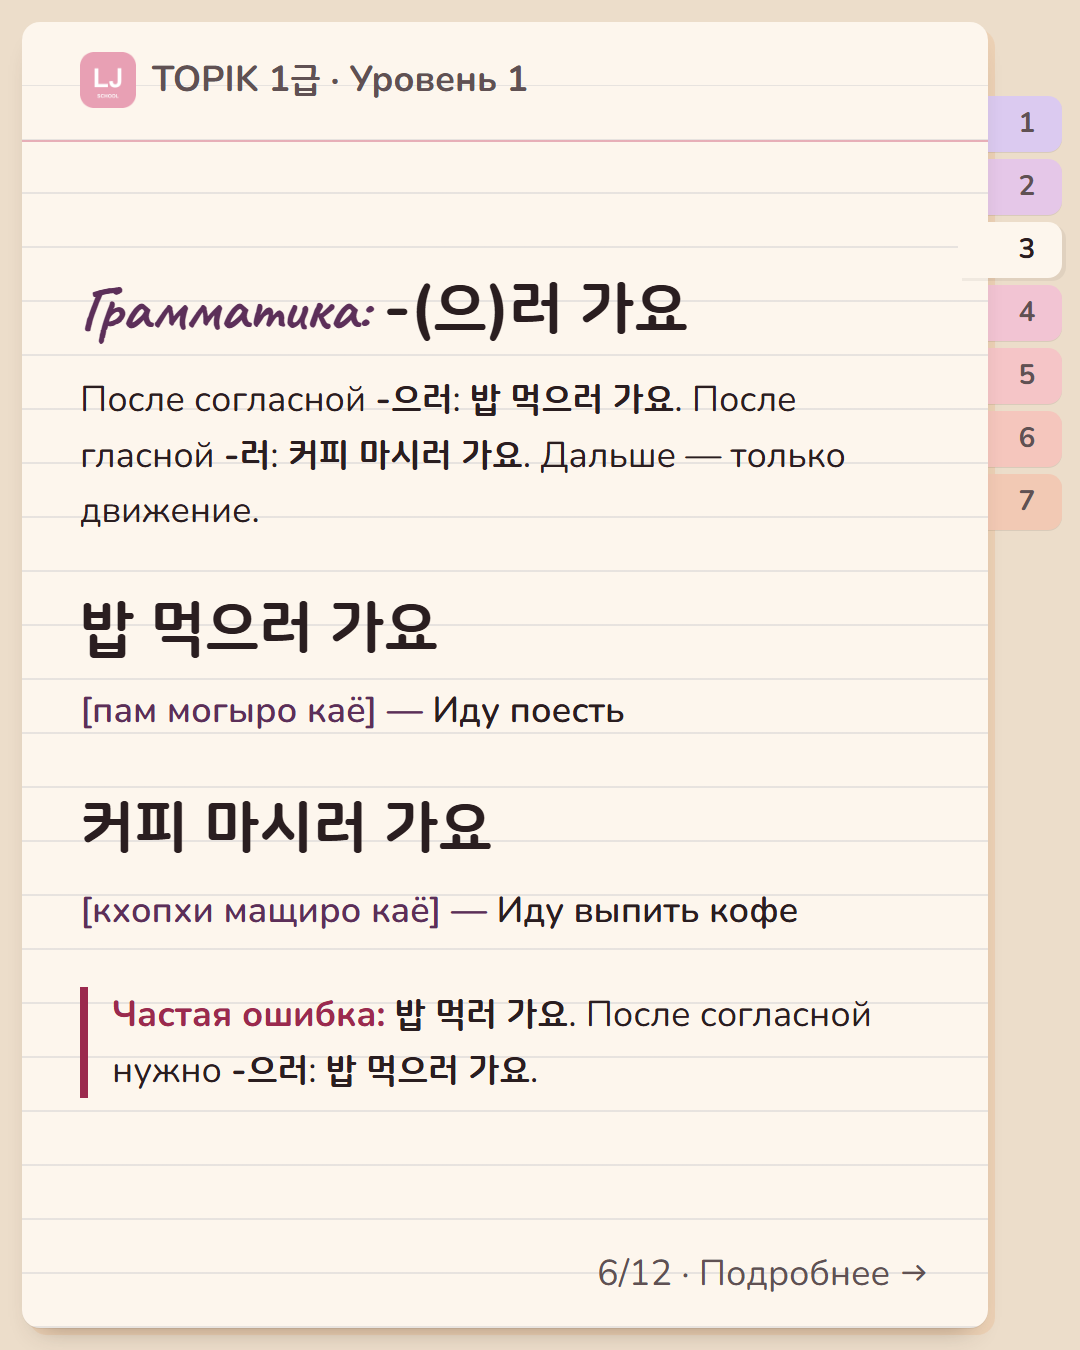 LJ
SCHOOL
TOPIK 1급 · Уровень 1
1
2
3
4
5
6
7
Грамматика: -(으)러 가요
После согласной -으러: 밥 먹으러 가요. После
гласной -러: 커피 마시러 가요. Дальше — только
движение.
밥 먹으러 가요
[пам могыро каё] — Иду поесть
커피 마시러 가요
[кхопхи мащиро каё] — Иду выпить кофе
Частая ошибка: 밥 먹러 가요. После согласной
нужно -으러: 밥 먹으러 가요.
6/12 · Подробнее →